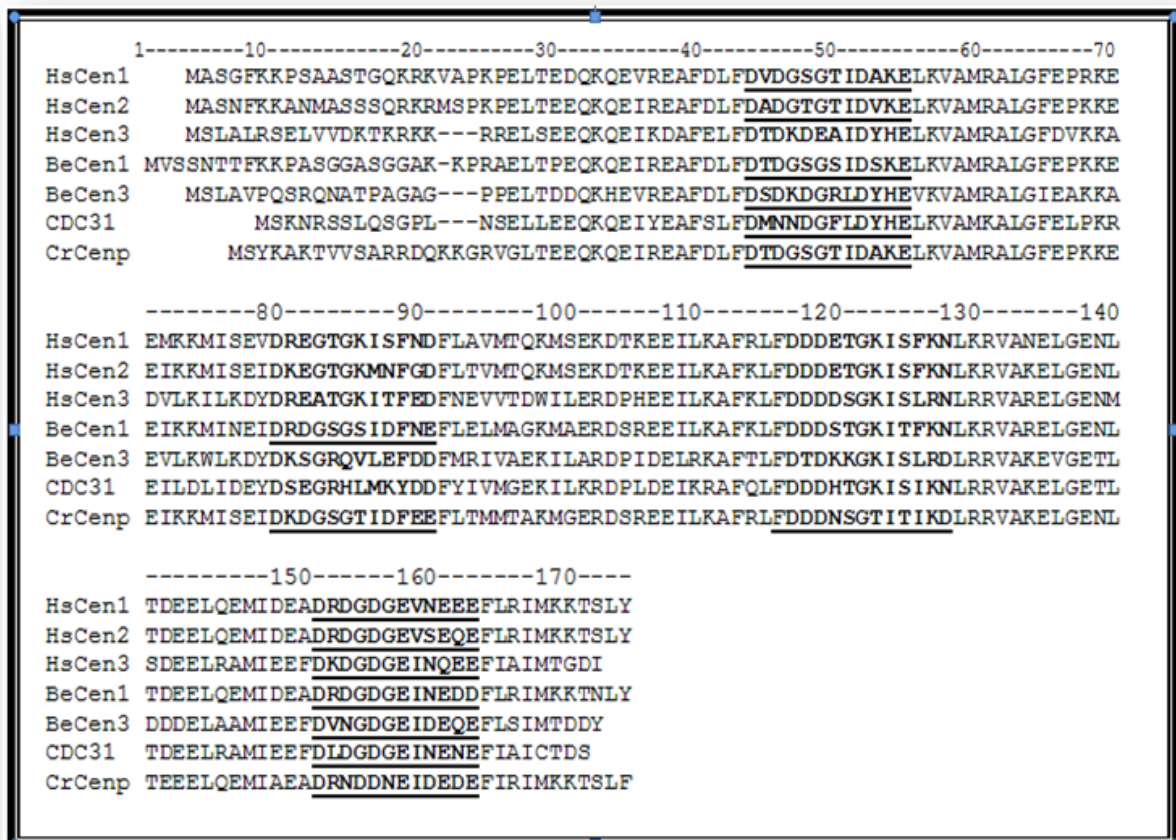 1---------10----------20---------30---------40---------50---------60---------70
HsCen1 MASGFKKPSAASTGQKRKVAPKPELTEDQKQEVREAFDLFDVDGSGTIDAKELKVAMRALGFEPRKE
HsCen2 MASNFKKANMASSSQRKRMSPKPELTEEQKQEIREAFDLFDADGTGTIDVKELKVAMRALGFEPKKE
HsCen3 MSLALRSELVVDKTKRKK---RRELSEEQKQEIKDAFELFDTDKDEAIDYHELKVAMRALGFDVKKA
BeCen1 MVSSNTTFKKPASGGASGGAK-KPRAELTPEQKQEIREAFDLFDTDGSGSIDSKELKVAMRALGFEPKKE
BeCen3 MSLAVPQSRQNATPAGAG---PPELTDDQKHEVREAFDLFDSDKDGRLDYHEVKVAMRALGIEAKKA
CDC31 MSKNRSSLQSGPL---NSELLEEQKQEIYEAFSLFDMNNDGFLDYHELKVAMKALGFELPKR
CrCenp MSYKAKTVVSARRDQKKGRVGLTEEQKQEIREAFDLFDTDGSGTIDAKELKVAMRALGFEPKKE
---------80---------90---------100--------110--------120--------130--------140
HsCen1 EMKKMISEVDREGTGKISFNDFLAVMTQKMSEKDTKEEILKAFRLFDDDETGKISFKNLKRVANELGENL
HsCen2 EIKKMISEIDKEGTGKMNFGDFLTVMTQKMSEKDTKEEILKAFKLFDDDETGKISFKNLKRVAKELGENL
HsCen3 DVLKILKDYDREATGKITFEDFNEVVTDWILERDPHEEILKAFKLFDDDDSGKISLRNLRRVARELGENM
BeCen1 EIKKMINEIDRDGSGSIDFNEFLELMAGKMAERDSREEILKAFKLFDDDSTGKITFKNLRRVARELGENL
BeCen3 EVLKWLKDYDKSGRQVLEFDDFMRIVAEKILARDPIDELRKAFTLFDTDKKGKISLRDLRRVAKEVGETL
CDC31 EILDLIDEYDSEGRHLMKYDDFYIVMGEKILKRDPLDEIKRAFQLFDDDHTGKISIKNLRRVAKELGETL
CrCenp EIKKMISEIDKDGSGTIDFEEFLTMMTAKMGERDSREEILKAFRLFDDDNSGTITIKDLRRVAKELGENL
---------150--------160--------170----
HsCen1 TDEELQEMIDEADRDGDGEVNEEEFLRIMKKTSLY
HsCen2 TDEELQEMIDEADRDGDGEVSEQEFLRIMKKTSLY
HsCen3 SDEELRAMIEEFDKDGDGEINQEEFIAIMTGDI
BeCen1 TDEELQEMIDEADRDGDGEINEDDFLRIMKKTNLY
BeCen3 DDDELAAMIEEFDVNGDGEIDEQEFLSIMTDDY
CDC31 TDEELRAMIEEFDLDGDGEINENEFIAICTDS
CrCenp TEEELQEMIAEADRNDDNEIDEDEFIRIMKKTSLF